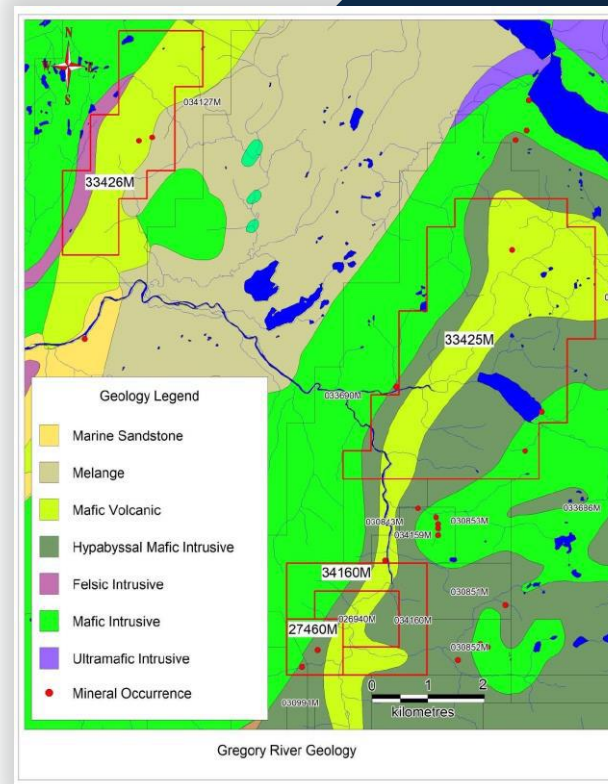 N
W E
S
034127M
33426M
33425M
033690M
Geology Legend
Marine Sandstone
Melange
Mafic Volcanic
Hypabyssal Mafic Intrusive
Felsic Intrusive
Mafic Intrusive
Ultramafic Intrusive
Mineral Occurrence
030843M
030853M
033686M
034159M
34160M
030851M
026940M
034160M
27460M
030852M
030991M
0 1 2
kilometres
Gregory River Geology